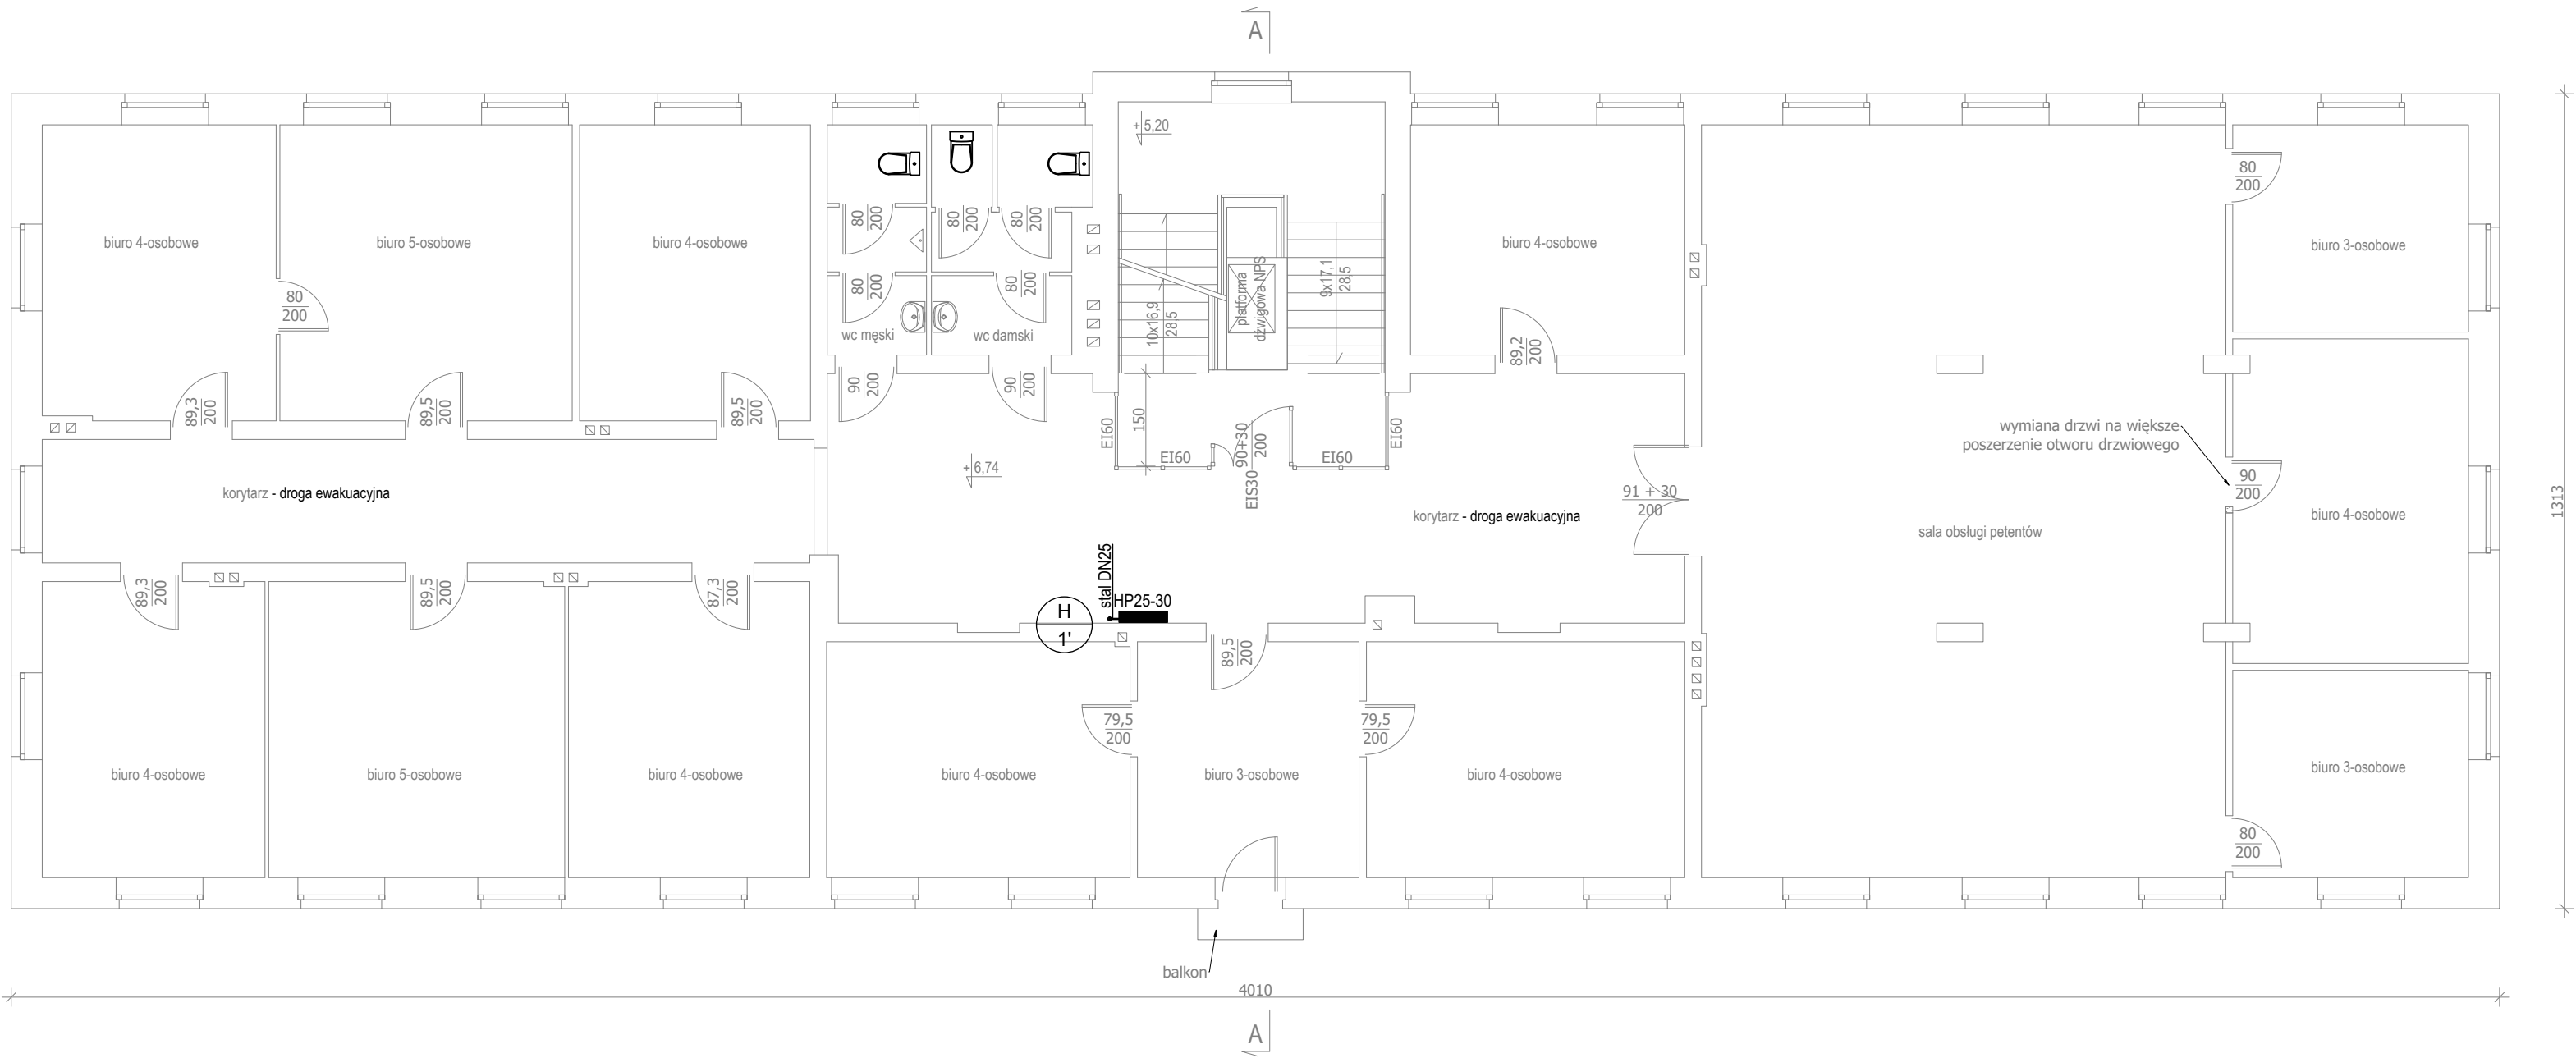 A
+ 5,20
biuro 4-osobowe
biuro 5-osobowe
biuro 4-osobowe
80
200
80
200
80
200
80
200
80
200
80
200
wc męski
wc damski
10x16,9
28,5
platforma
dźwigowa NPS
9x17,1
28,5
biuro 4-osobowe
80
200
biuro 3-osobowe
89,3
200
89,5
200
89,5
200
90
200
90
200
150
EI60
EI60
EI60
EI60
90+30
200
EIS30
89,2
200
wymiana drzwi na większe
poszerzenie otworu drzwiowego
90
200
biuro 4-osobowe
1313
korytarz - droga ewakuacyjna
+ 6,74
korytarz - droga ewakuacyjna
91 + 30
200
sala obsługi petentów
89,3
200
89,5
200
87,3
200
H
1'
stal DN25
HP25-30
89,5
200
79,5
200
79,5
200
biuro 4-osobowe
biuro 5-osobowe
biuro 4-osobowe
biuro 4-osobowe
biuro 3-osobowe
biuro 4-osobowe
biuro 3-osobowe
80
200
balkon
4010
A